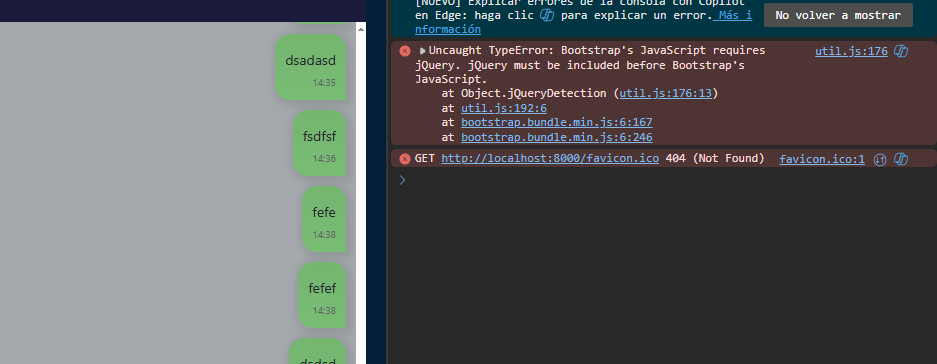 dsadasd
14:35
fsdfsf
14:36
fefe
14:38
fefef
14:38
[NUEVO] Explicar errores de la consola con Copilot
en Edge: haga clic para explicar un error. Más i
nformación
No volver a mostrar
Uncaught TypeError: Bootstrap's JavaScript requires util.js:176
jQuery. jQuery must be included before Bootstrap's
JavaScript.
at Object.jQueryDetection (util.js:176:13)
at util.js:192:6
at bootstrap.bundle.min.js:6:167
at bootstrap.bundle.min.js:6:246
GET http://localhost:8000/favicon.ico 404 (Not Found) favicon.ico:1